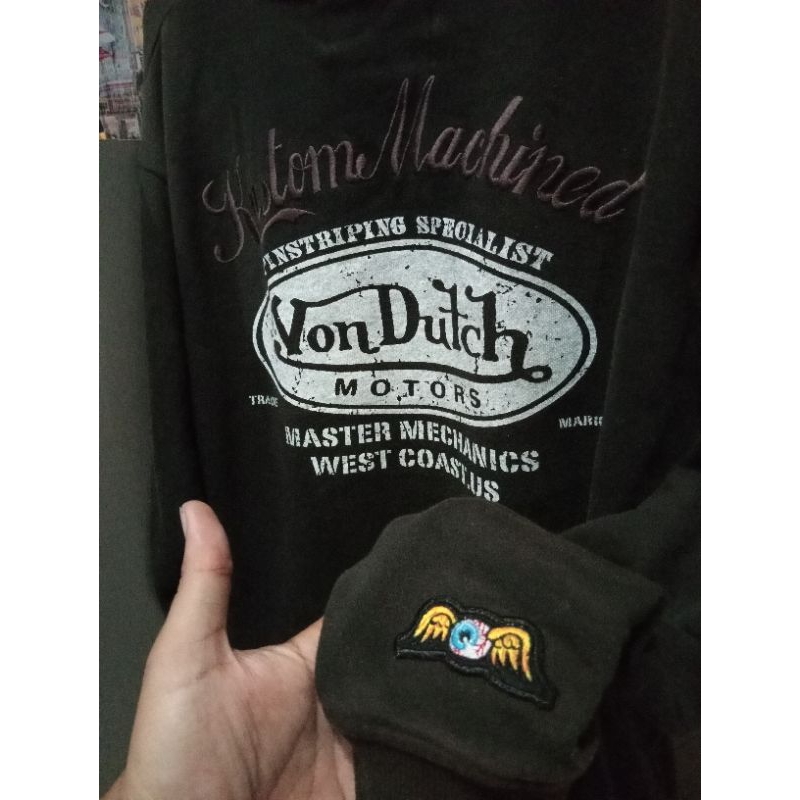 Kustom Machined
PINSTRIPING SPECIALIST
Von Dutch
MOTORS
TRADE MARK
MASTER MECHANICS
WEST COAST.US